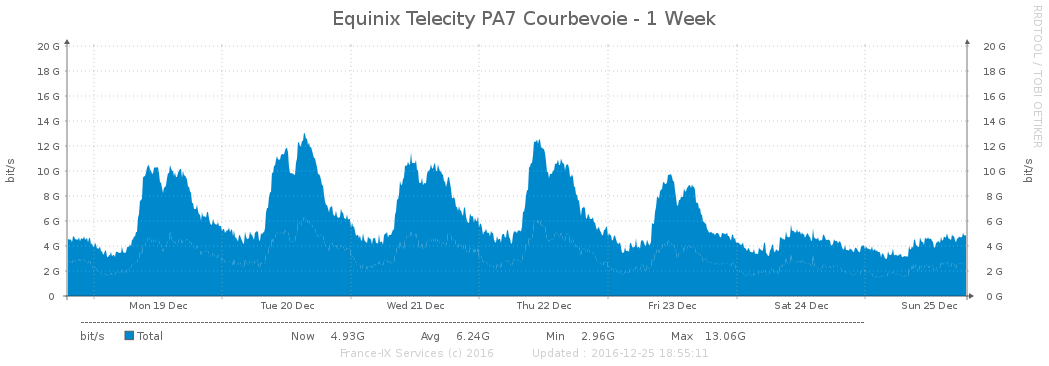 Equinix Telecity PA7 Courbevoie - 1 Week
RRDTOOL / TOBI OETIKER
bit/s
20 G 20 G
18 G 18 G
16 G 16 G
14 G 14 G
12 G 12 G
10 G 10 G
8 G 8 G
6 G 6 G
4 G 4 G
2 G 2 G
0 0 G
bit/s
Mon 19 Dec Tue 20 Dec Wed 21 Dec Thu 22 Dec Fri 23 Dec Sat 24 Dec Sun 25 Dec
bit/s Total Now 4.93G Avg 6.24G Min 2.96G Max 13.06G
France-IX Services (c) 2016 Updated : 2016-12-25 18:55:11